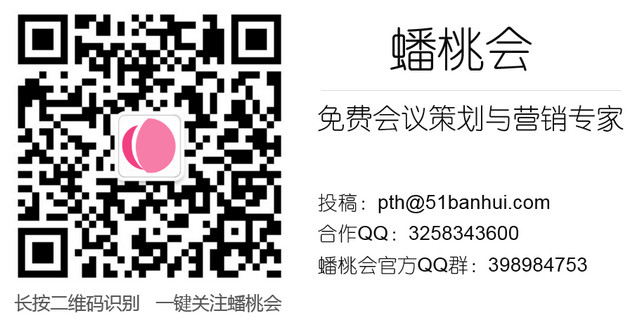 蟠桃会
免费会议策划与营销专家
投稿：pth@51banhui.com
合作QQ：3258343600
蟠桃会官方QQ群：398984753
长按二维码识别 一键关注蟠桃会